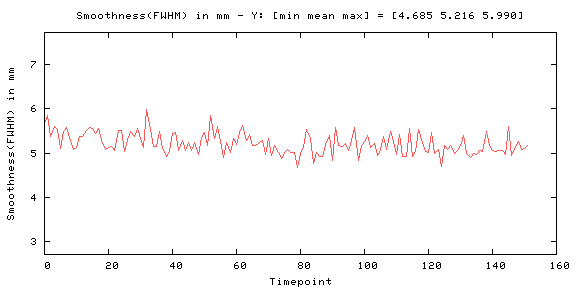 Smoothness(FWHM) in mm - Y: [min mean max] = [4.685 5.216 5.990]
Smoothness(FWHM) in mm
7
6
5
4
3
0 20 40 60 80 100 120 140 160
Timepoint